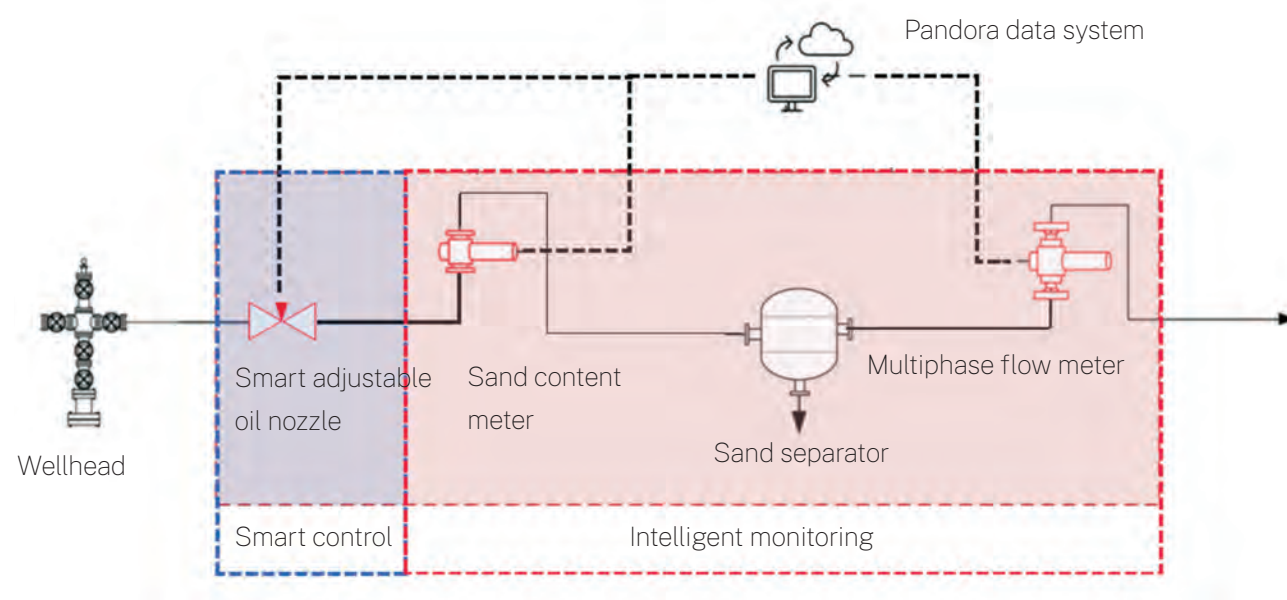 Pandora data system
Smart adjustable
oil nozzle
Sand content
meter
Multiphase flow meter
Sand separator
Wellhead
Smart control
Intelligent monitoring